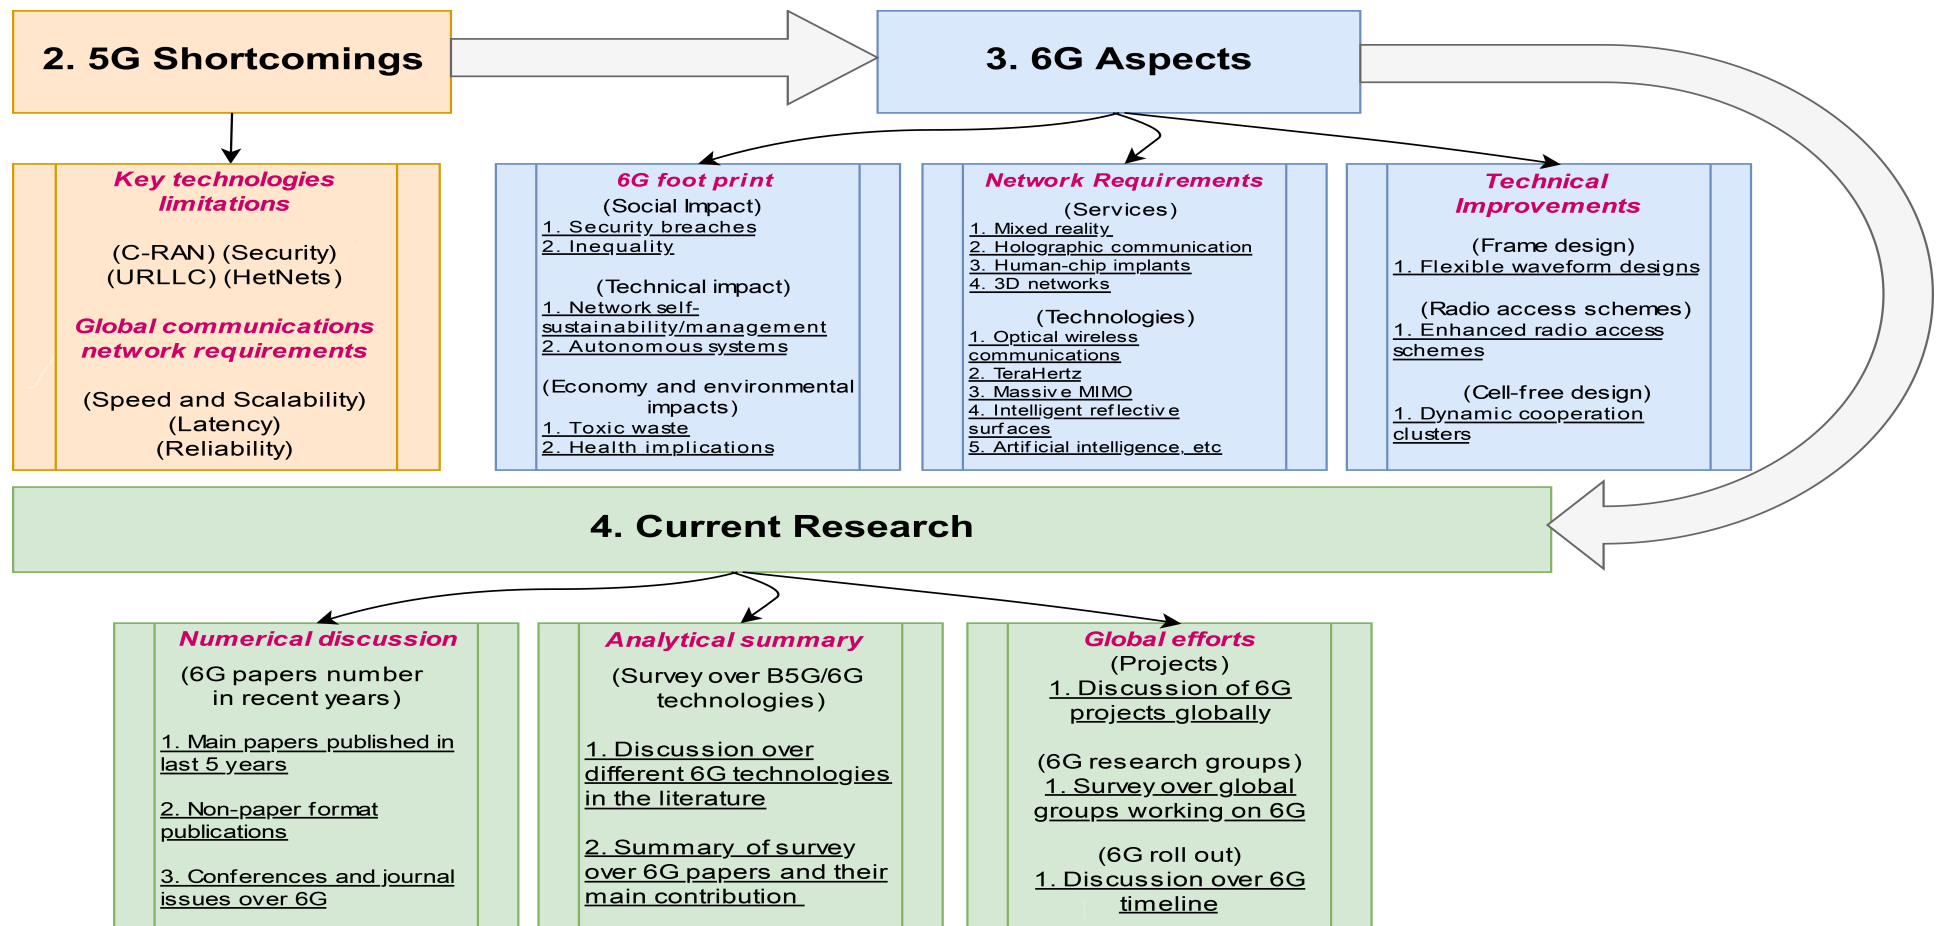 2. 5G Shortcomings
3. 6G Aspects
Key technologies
limitations
(C-RAN) (Security)
(URLLC) (HetNets)
Global communications
network requirements
(Speed and Scalability)
(Latency)
(Reliability)
6G foot print
(Social Impact)
1. Security breaches
2. Inequality
(Technical impact)
1. Network self-
sustainability/management
2. Autonomous systems
(Economy and environmental
impacts)
1. Toxic waste
2. Health implications
Network Requirements
(Services)
1. Mixed reality
2. Holographic communication
3. Human-chip implants
4. 3D networks
(Technologies)
1. Optical wireless
communications
2. TeraHertz
3. Massive MIMO
4. Intelligent reflective
surfaces
5. Artificial intelligence, etc
Technical
Improvements
(Frame design)
1. Flexible waveform designs
(Radio access schemes)
1. Enhanced radio access
schemes
(Cell-free design)
1. Dynamic cooperation
clusters
4. Current Research
Numerical discussion
(6G papers number
in recent years)
1. Main papers published in
last 5 years
2. Non-paper format
publications
3. Conferences and journal
issues over 6G
Analytical summary
(Survey over B5G/6G
technologies)
1. Discussion over
different 6G technologies
in the literature
2. Summary of survey
over 6G papers and their
main contribution
Global efforts
(Projects)
1. Discussion of 6G
projects globally
(6G research groups)
1. Survey over global
groups working on 6G
(6G roll out)
1. Discussion over 6G
timeline